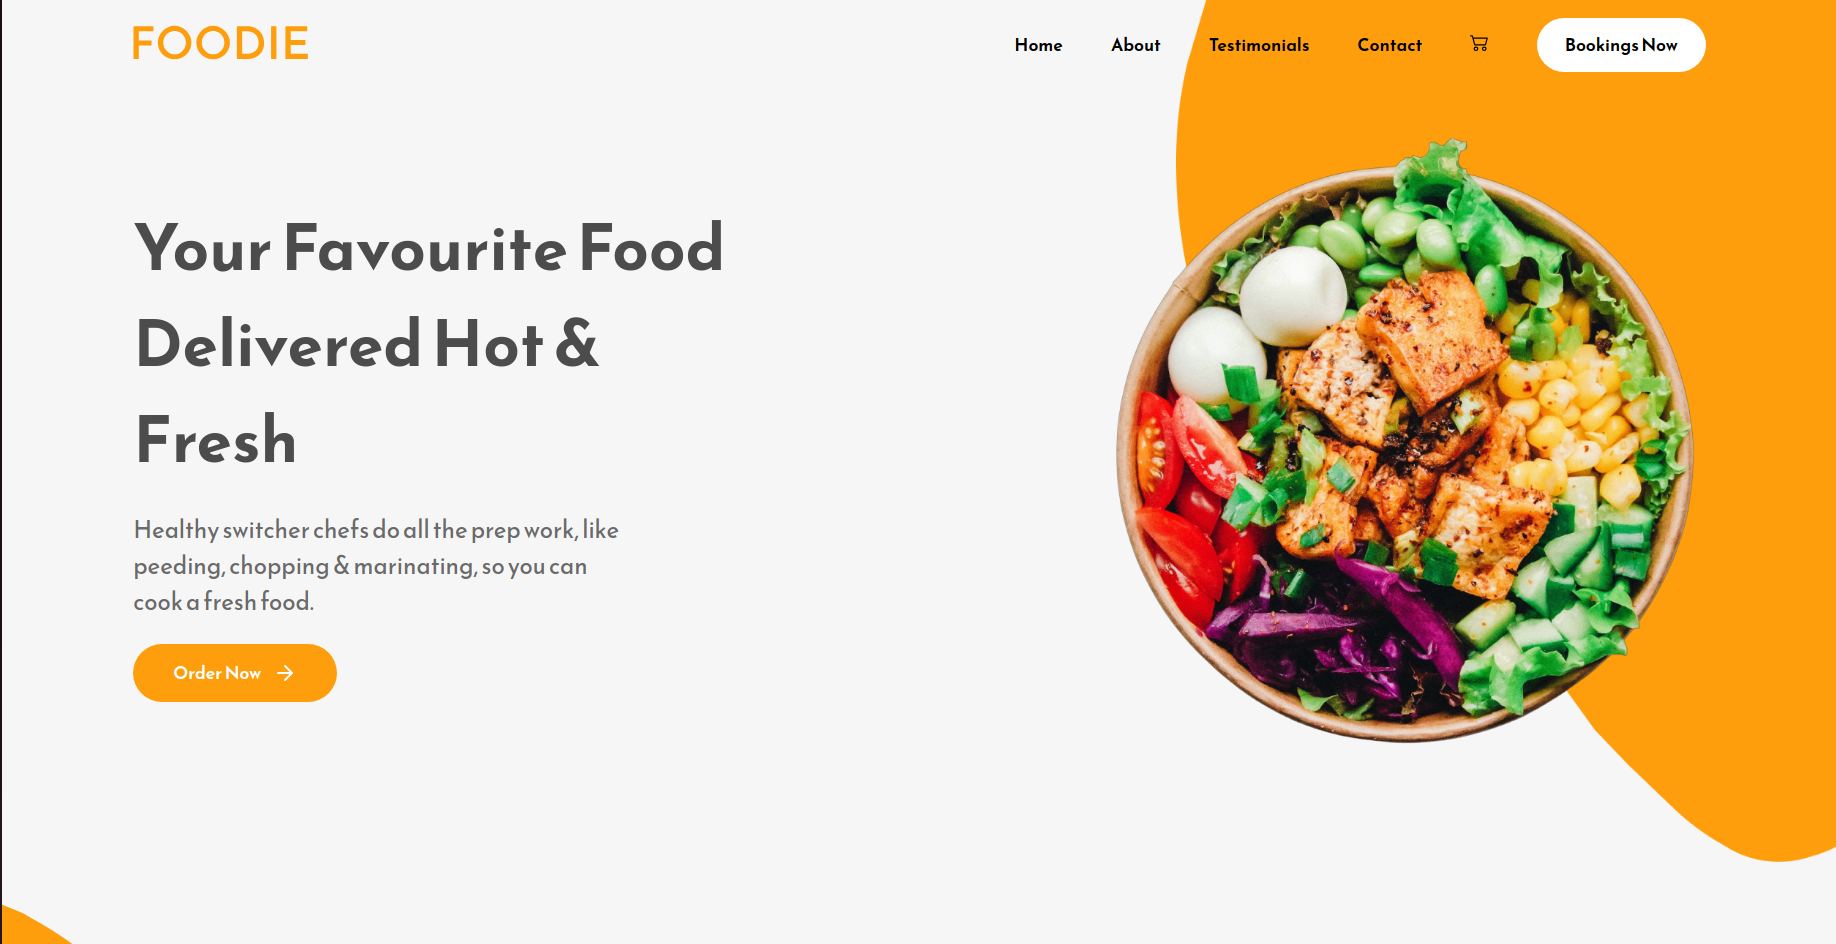 FOODIE
Home About Testimonials Contact Bookings Now
Your Favourite Food
Delivered Hot &
Fresh
Healthy switcher chefs do all the prep work, like
peeding, chopping & marinating, so you can
cook a fresh food.
Order Now